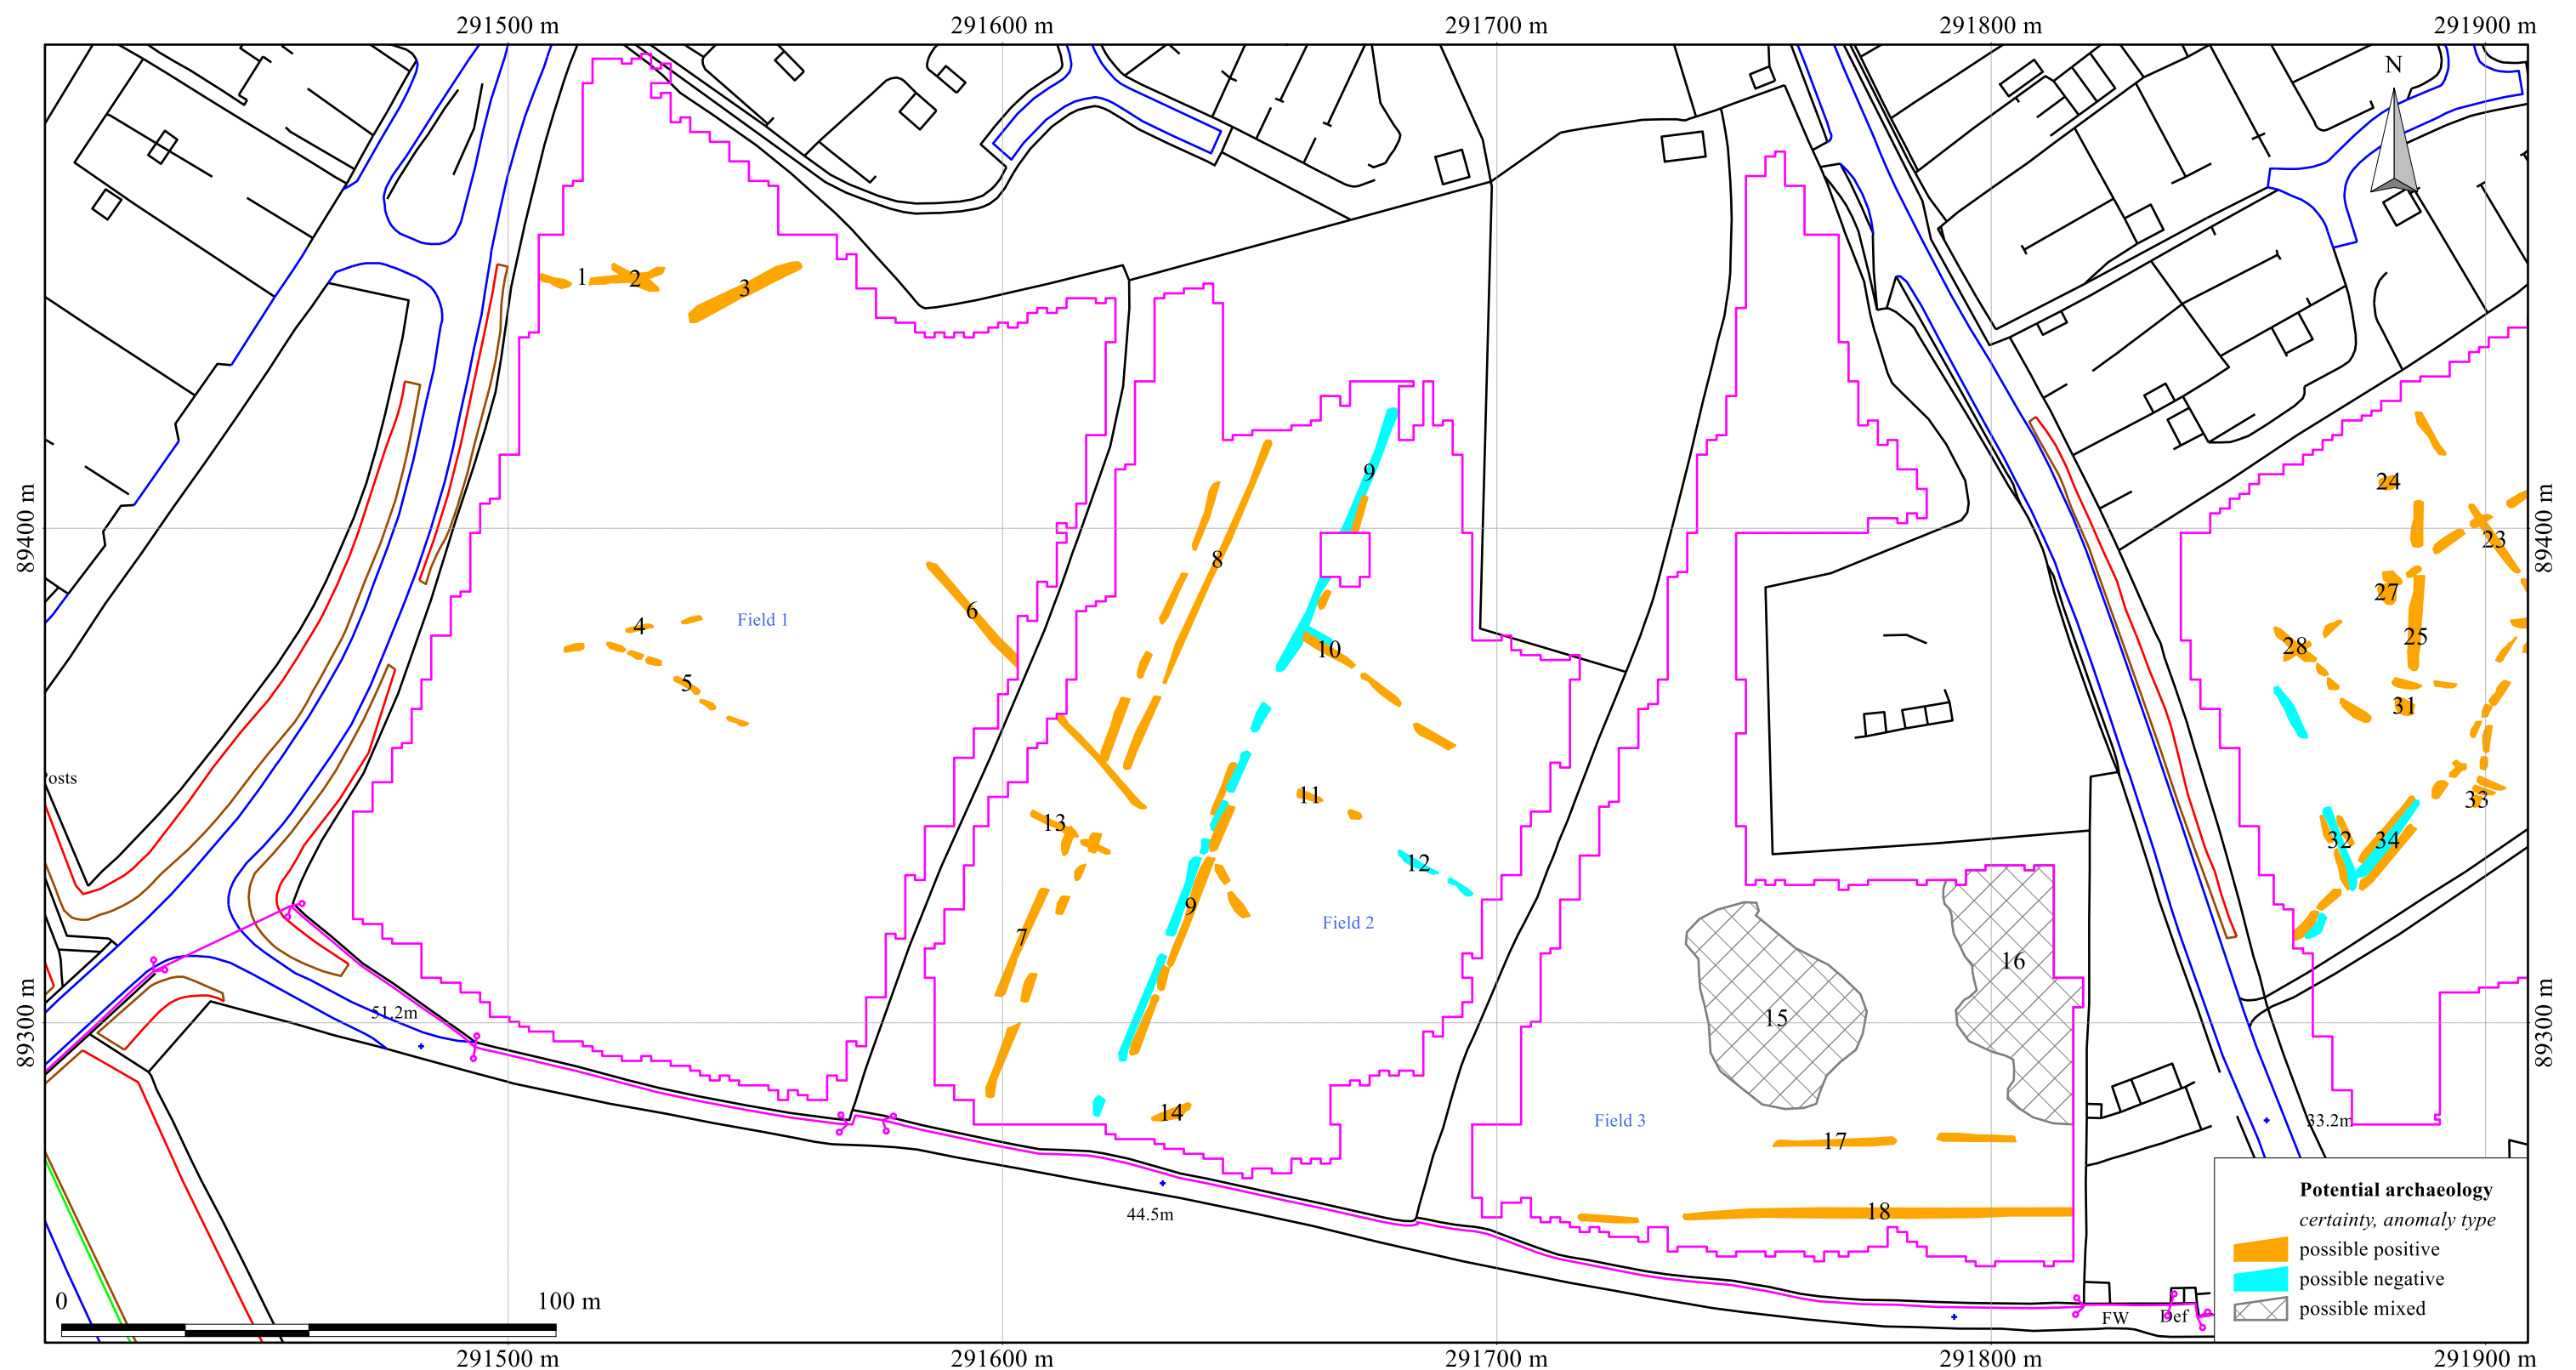 291500 m 291600 m 291700 m 291800 m 291900 m
N
1 2 3
9
24
8
89400 m 89400 m
23
27
6
4 Field 1
25
10
28
5
31
osts
11 33
13
32 34
12
9
Field 2
7
16
51.2m 15
89300 m 89300 m
14
Field 3 33.2m
17
44.5m
18
Potential archaeology
certainty, anomaly type
possible positive
possible negative
possible mixed
0 100 m
FW Def
291500 m 291600 m 291700 m 291800 m 291900 m